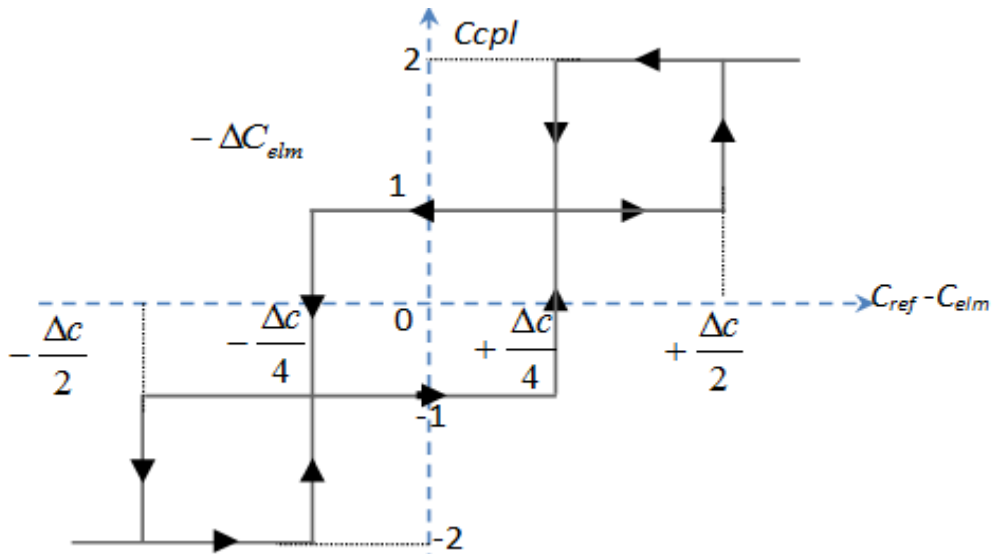 Ccpl
2
− ΔC_elm
1
C_ref - C_elm
0
− Δc/2
− Δc/4
+ Δc/4
+ Δc/2
-1
-2